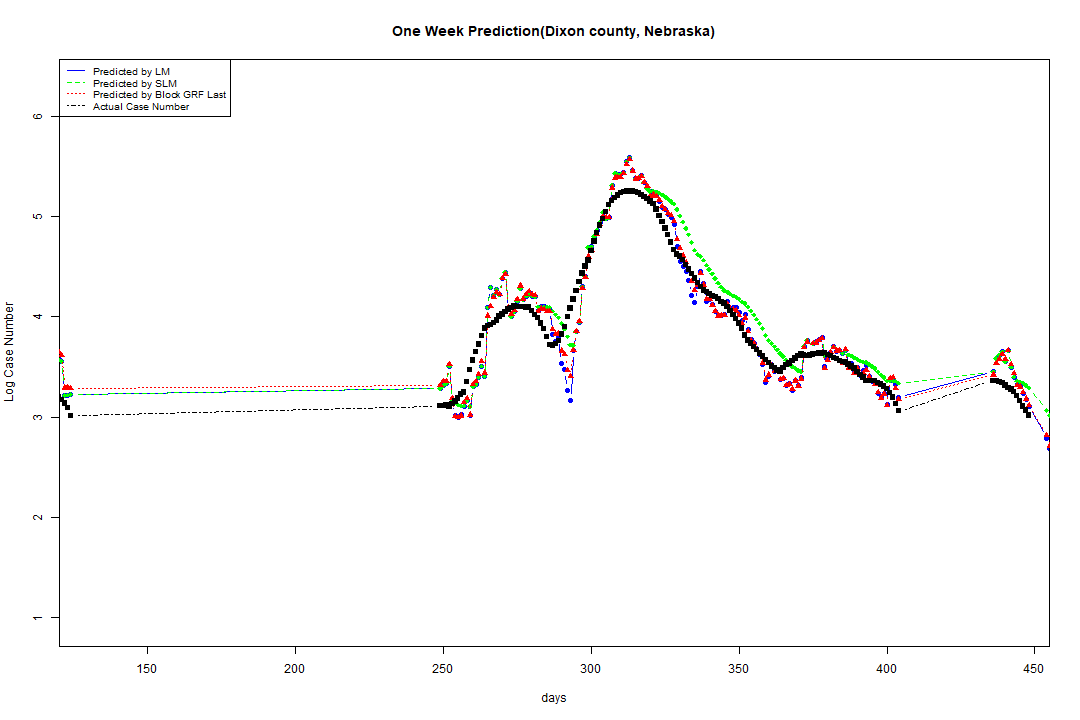 One Week Prediction(Dixon county, Nebraska)
Predicted by LM
Predicted by SLM
Predicted by Block GRF Last
Actual Case Number
Log Case Number
6
5
4
3
2
1
150 200 250 300 350 400 450
days